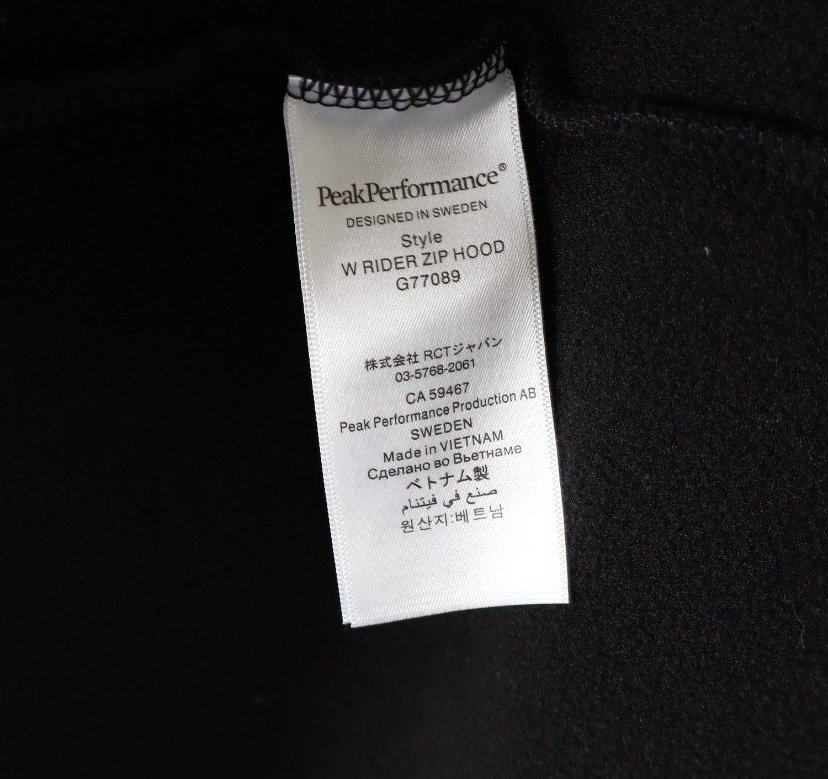 PeakPerformance®
DESIGNED IN SWEDEN
Style
W RIDER ZIP HOOD
G77089
株式会社 RCTジャパン
03-5768-2061
CA 59467
Peak Performance Production AB
SWEDEN
Made in VIETNAM
Сделано во Вьетнаме
ベトナム製
صنع في فيتنام
원산지:베트남